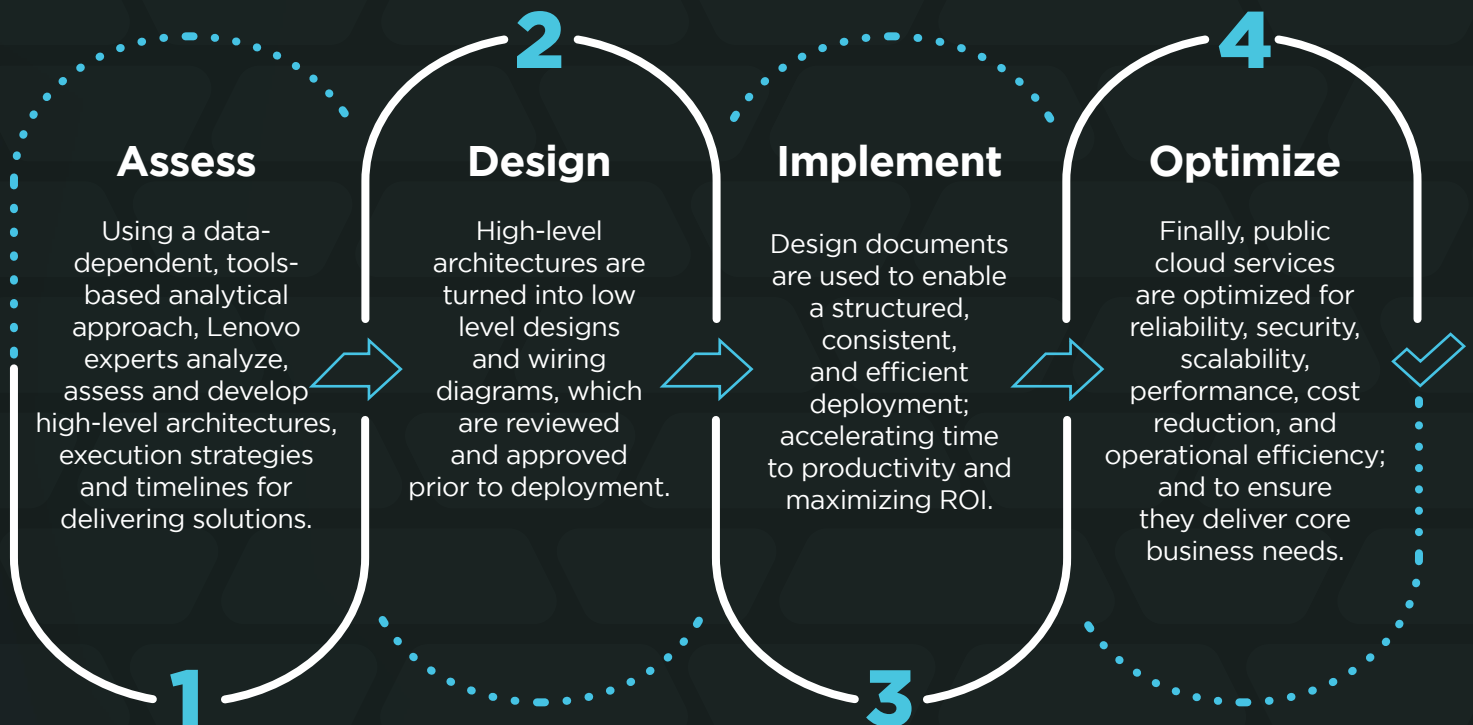 1
Assess
Using a data-
dependent, tools-
based analytical
approach, Lenovo
experts analyze,
assess and develop
high-level architectures,
execution strategies
and timelines for
delivering solutions.
2
Design
High-level
architectures are
turned into low
level designs
and wiring
diagrams, which
are reviewed
and approved
prior to deployment.
3
Implement
Design documents
are used to enable
a structured,
consistent,
and efficient
deployment;
accelerating time
to productivity and
maximizing ROI.
4
Optimize
Finally, public
cloud services
are optimized for
reliability, security,
scalability,
performance, cost
reduction, and
operational efficiency;
and to ensure
they deliver core
business needs.